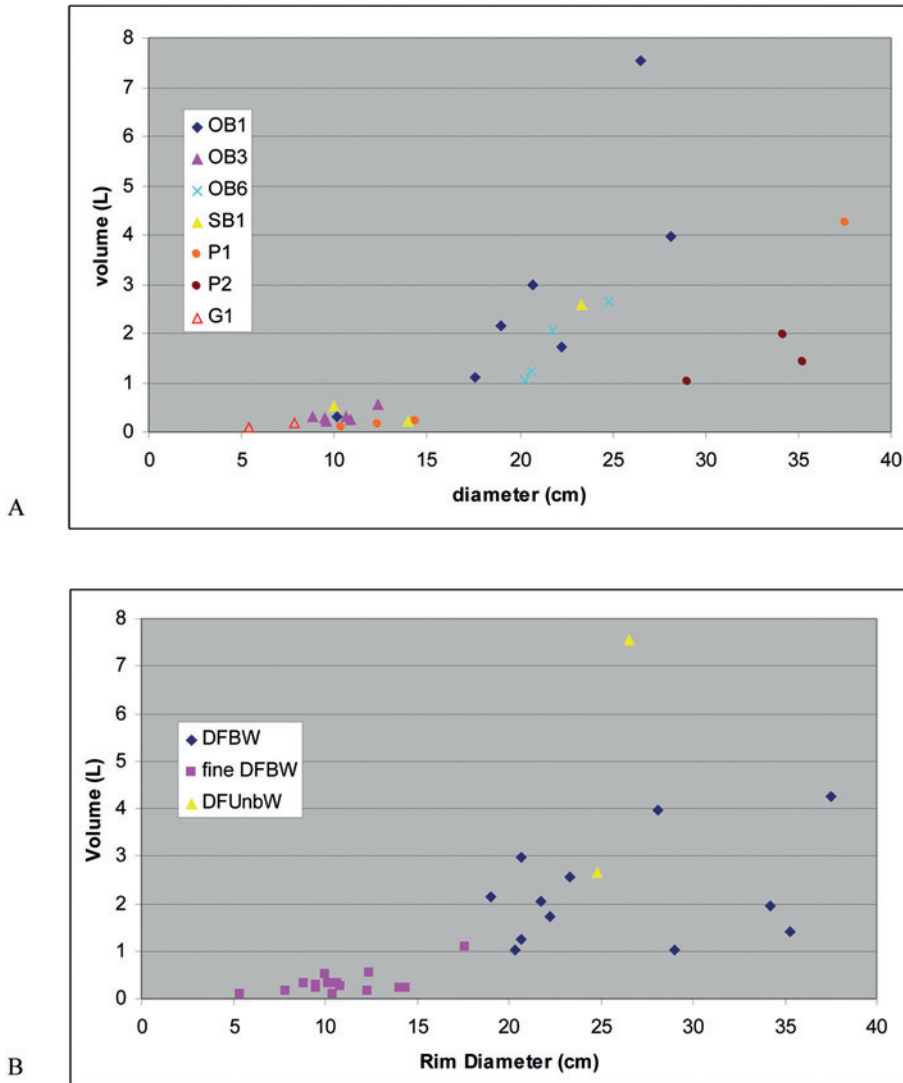 8
7
6
5
4
3
2
1
0
volume (L)
OB1
OB3
OB6
SB1
P1
P2
G1
0 5 10 15 20 25 30 35 40
diameter (cm)
A
8
7
6
5
4
3
2
1
0
Volume (L)
DFBW
fine DFBW
DFUnbW
0 5 10 15 20 25 30 35 40
Rim Diameter (cm)
B